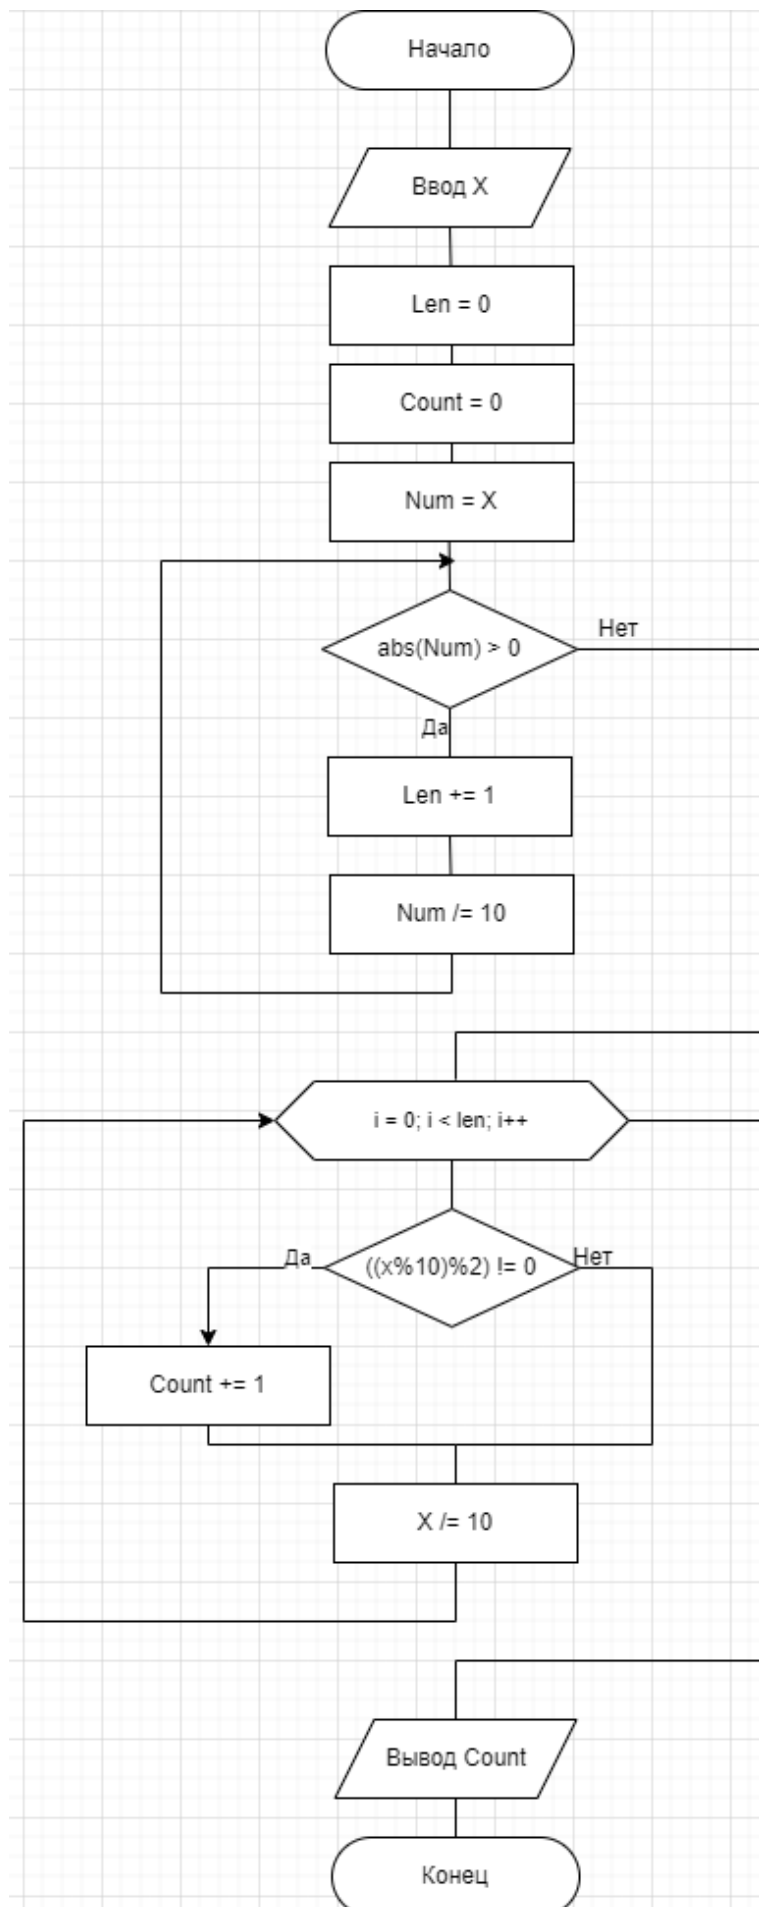 Начало
Ввод X
Len = 0
Count = 0
Num = X
abs(Num) > 0
Нет
Да
Len += 1
Num /= 10
i = 0; i < len; i++
Да
((x%10)%2) != 0
Нет
Count += 1
X /= 10
Вывод Count
Конец